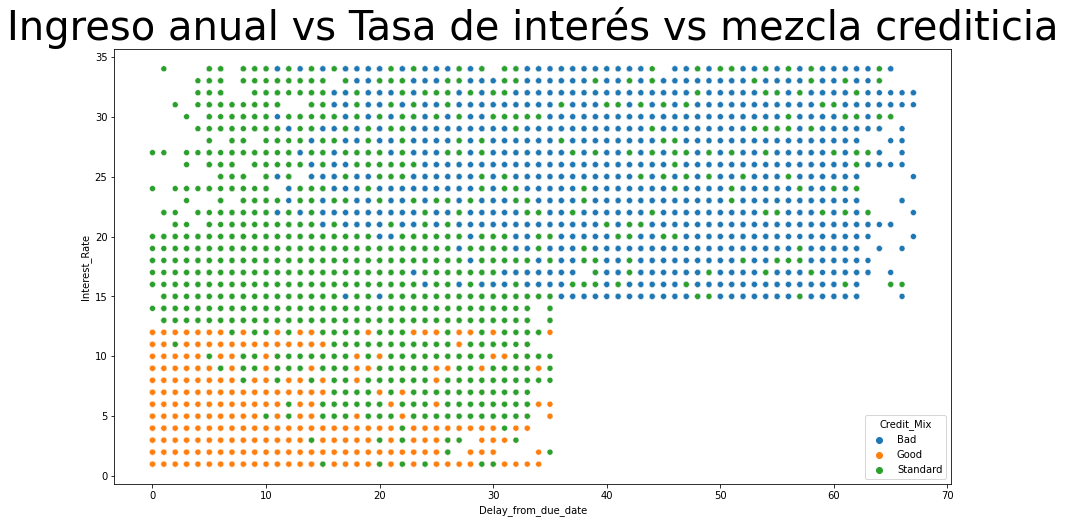 Ingreso anual vs Tasa de interés vs mezcla crediticia
35
30
25
20
15
10
5
0
Interest_Rate
0 10 20 30 40 50 60 70
Delay_from_due_date
Credit_Mix
Bad
Good
Standard